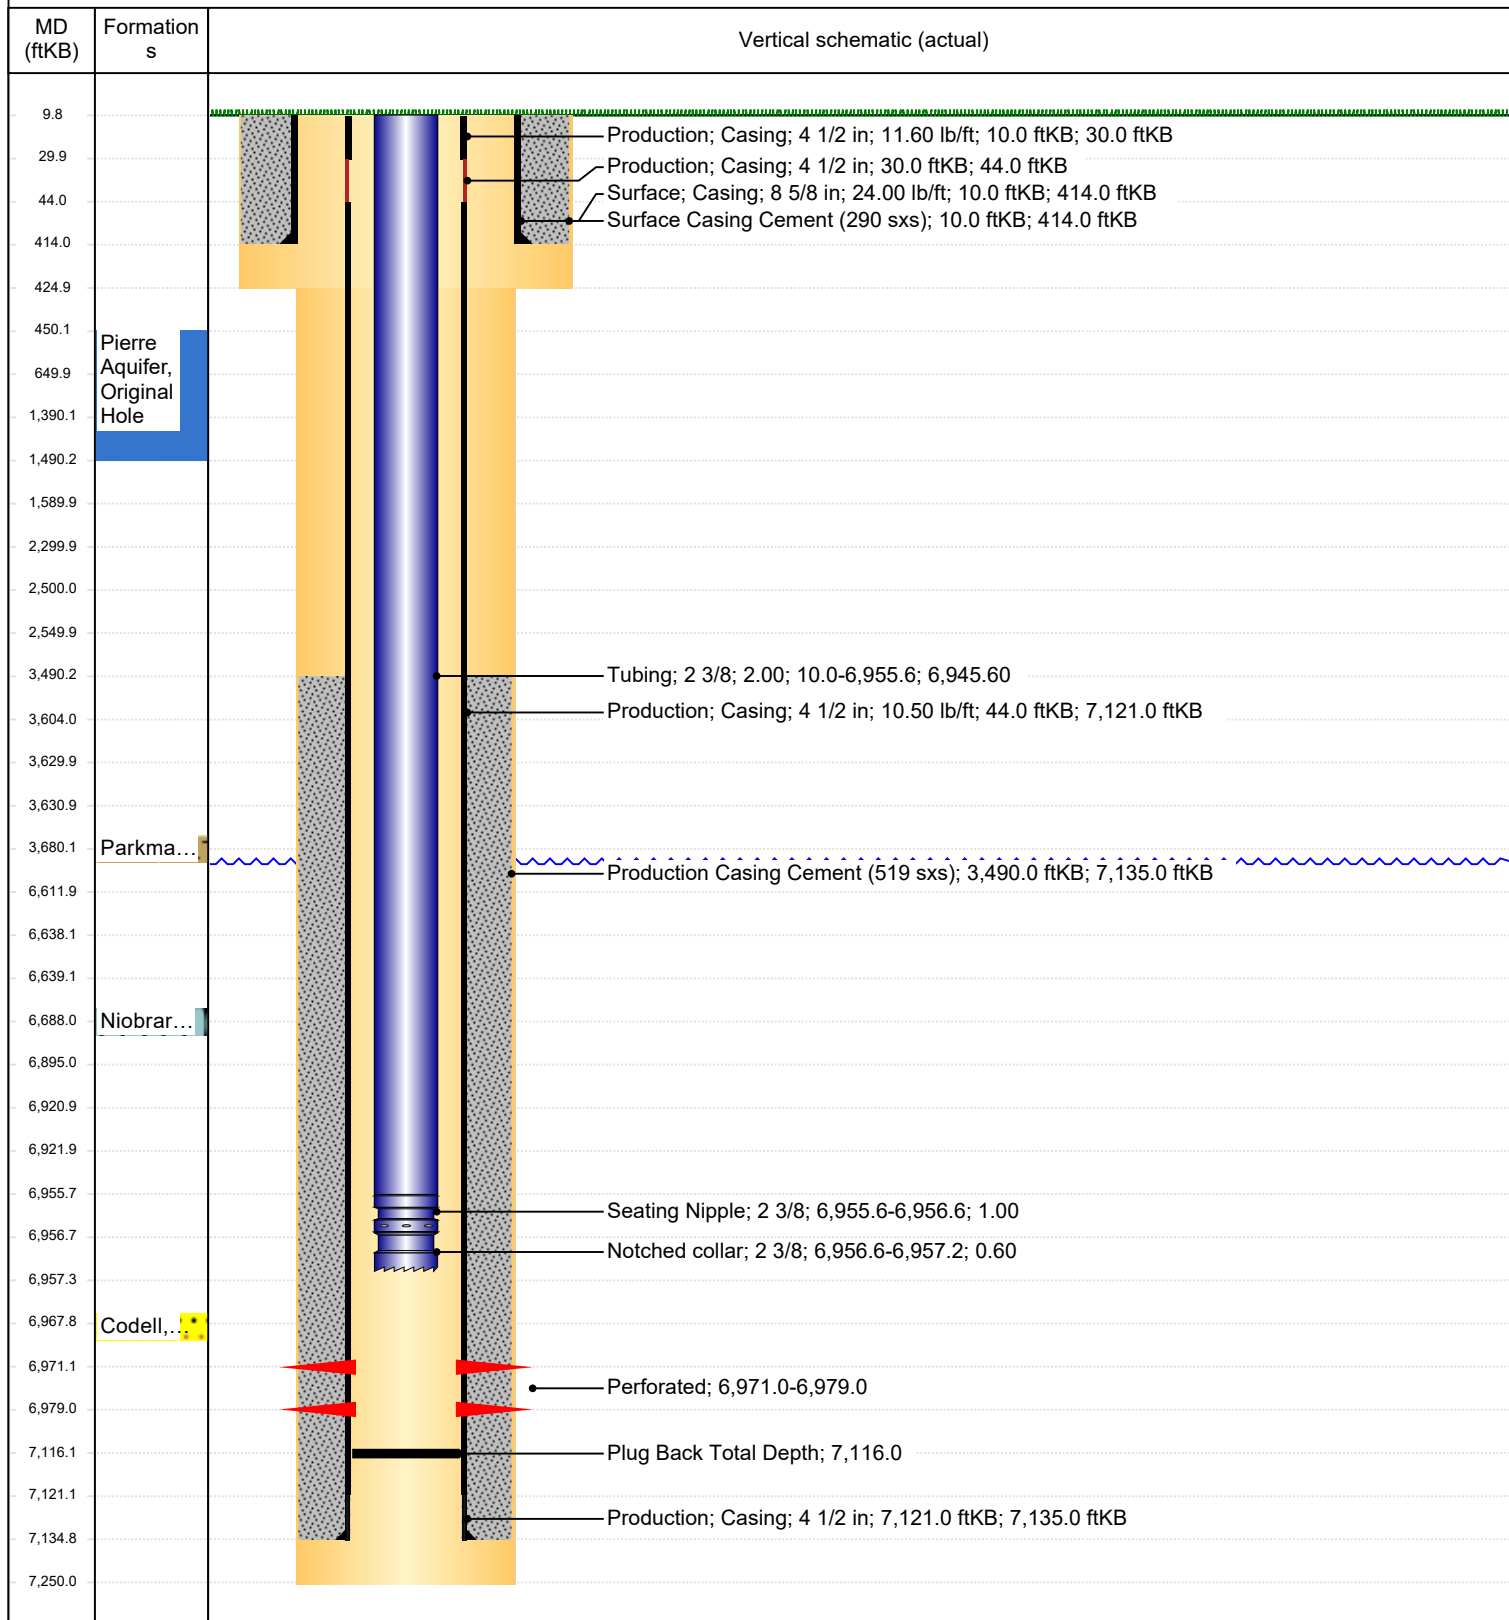 MD
(ftKB)
Formation
s
Vertical schematic (actual)
9.8
Production; Casing; 4 1/2 in; 11.60 lb/ft; 10.0 ftKB; 30.0 ftKB
29.9
Production; Casing; 4 1/2 in; 30.0 ftKB; 44.0 ftKB
Surface; Casing; 8 5/8 in; 24.00 lb/ft; 10.0 ftKB; 414.0 ftKB
44.0
Surface Casing Cement (290 sxs); 10.0 ftKB; 414.0 ftKB
414.0
424.9
450.1
Pierre
Aquifer,
Original
Hole
649.9
1,390.1
1,490.2
1,589.9
2,299.9
2,500.0
2,549.9
3,490.2
Tubing; 2 3/8; 2.00; 10.0-6,955.6; 6,945.60
Production; Casing; 4 1/2 in; 10.50 lb/ft; 44.0 ftKB; 7,121.0 ftKB
3,604.0
3,629.9
3,630.9
3,680.1
Parkma...
Production Casing Cement (519 sxs); 3,490.0 ftKB; 7,135.0 ftKB
6,611.9
6,638.1
6,639.1
6,688.0
Niobrar...
6,895.0
6,920.9
6,921.9
6,955.7
Seating Nipple; 2 3/8; 6,955.6-6,956.6; 1.00
6,956.7
Notched collar; 2 3/8; 6,956.6-6,957.2; 0.60
6,957.3
6,967.8
Codell,...
6,971.1
Perforated; 6,971.0-6,979.0
6,979.0
7,116.1
Plug Back Total Depth; 7,116.0
7,121.1
Production; Casing; 4 1/2 in; 7,121.0 ftKB; 7,135.0 ftKB
7,134.8
7,250.0